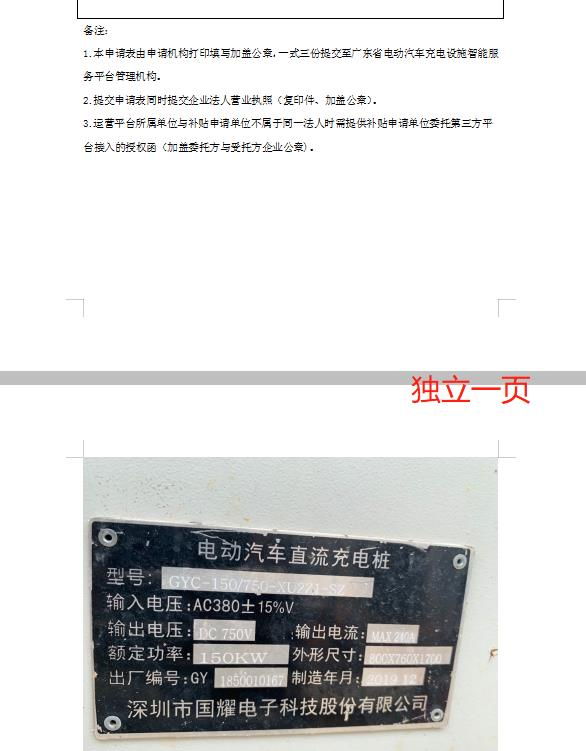 备注：
1.本申请表由申请机构打印填写加盖公章，一式三份提交至广东省电动汽车充电设施智能服
务平台管理机构。
2.提交申请表同时提交企业法人营业执照（复印件、加盖公章）。
3.运营平台所属单位与补贴申请单位不属于同一法人时需提供补贴申请单位委托第三方平
台接入的授权函（加盖委托方与受托方企业公章）。
独立一页
电动汽车直流充电桩
型号: GYC-150/750-XU2Z1-SZ
输入电压:AC380±15%V
输出电压: DC 750V 输出电流: MAX 240A
额定功率: 150KW 外形尺寸: 800X760X1700
出厂编号:GY 1850010167 制造年月: 2019 12
深圳市国耀电子科技股份有限公司